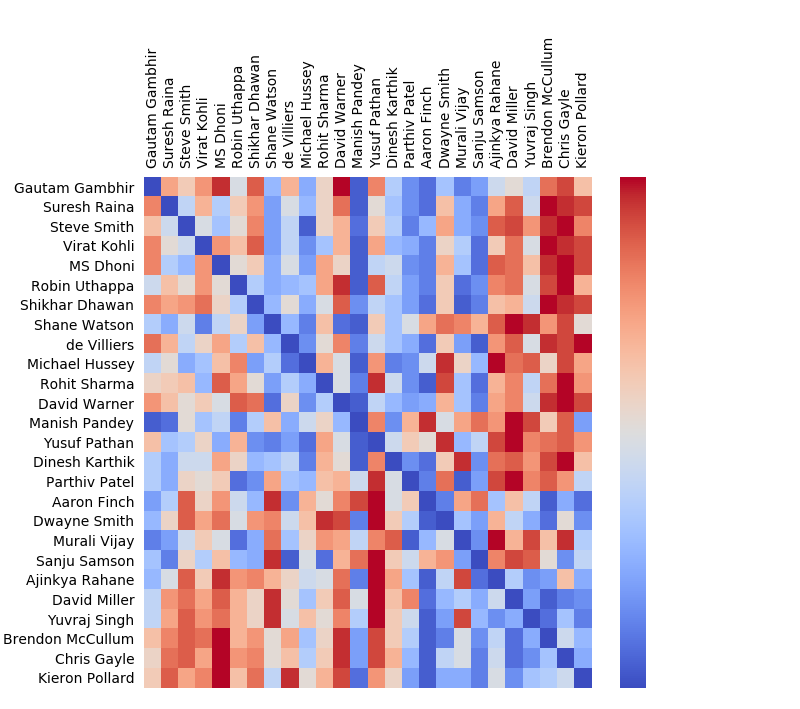 Gautam Gambhir
Suresh Raina
Steve Smith
Virat Kohli
MS Dhoni
Robin Uthappa
Shikhar Dhawan
Shane Watson
de Villiers
Michael Hussey
Rohit Sharma
David Warner
Manish Pandey
Yusuf Pathan
Dinesh Karthik
Parthiv Patel
Aaron Finch
Dwayne Smith
Murali Vijay
Sanju Samson
Ajinkya Rahane
David Miller
Yuvraj Singh
Brendon McCullum
Chris Gayle
Kieron Pollard
Gautam Gambhir
Suresh Raina
Steve Smith
Virat Kohli
MS Dhoni
Robin Uthappa
Shikhar Dhawan
Shane Watson
de Villiers
Michael Hussey
Rohit Sharma
David Warner
Manish Pandey
Yusuf Pathan
Dinesh Karthik
Parthiv Patel
Aaron Finch
Dwayne Smith
Murali Vijay
Sanju Samson
Ajinkya Rahane
David Miller
Yuvraj Singh
Brendon McCullum
Chris Gayle
Kieron Pollard